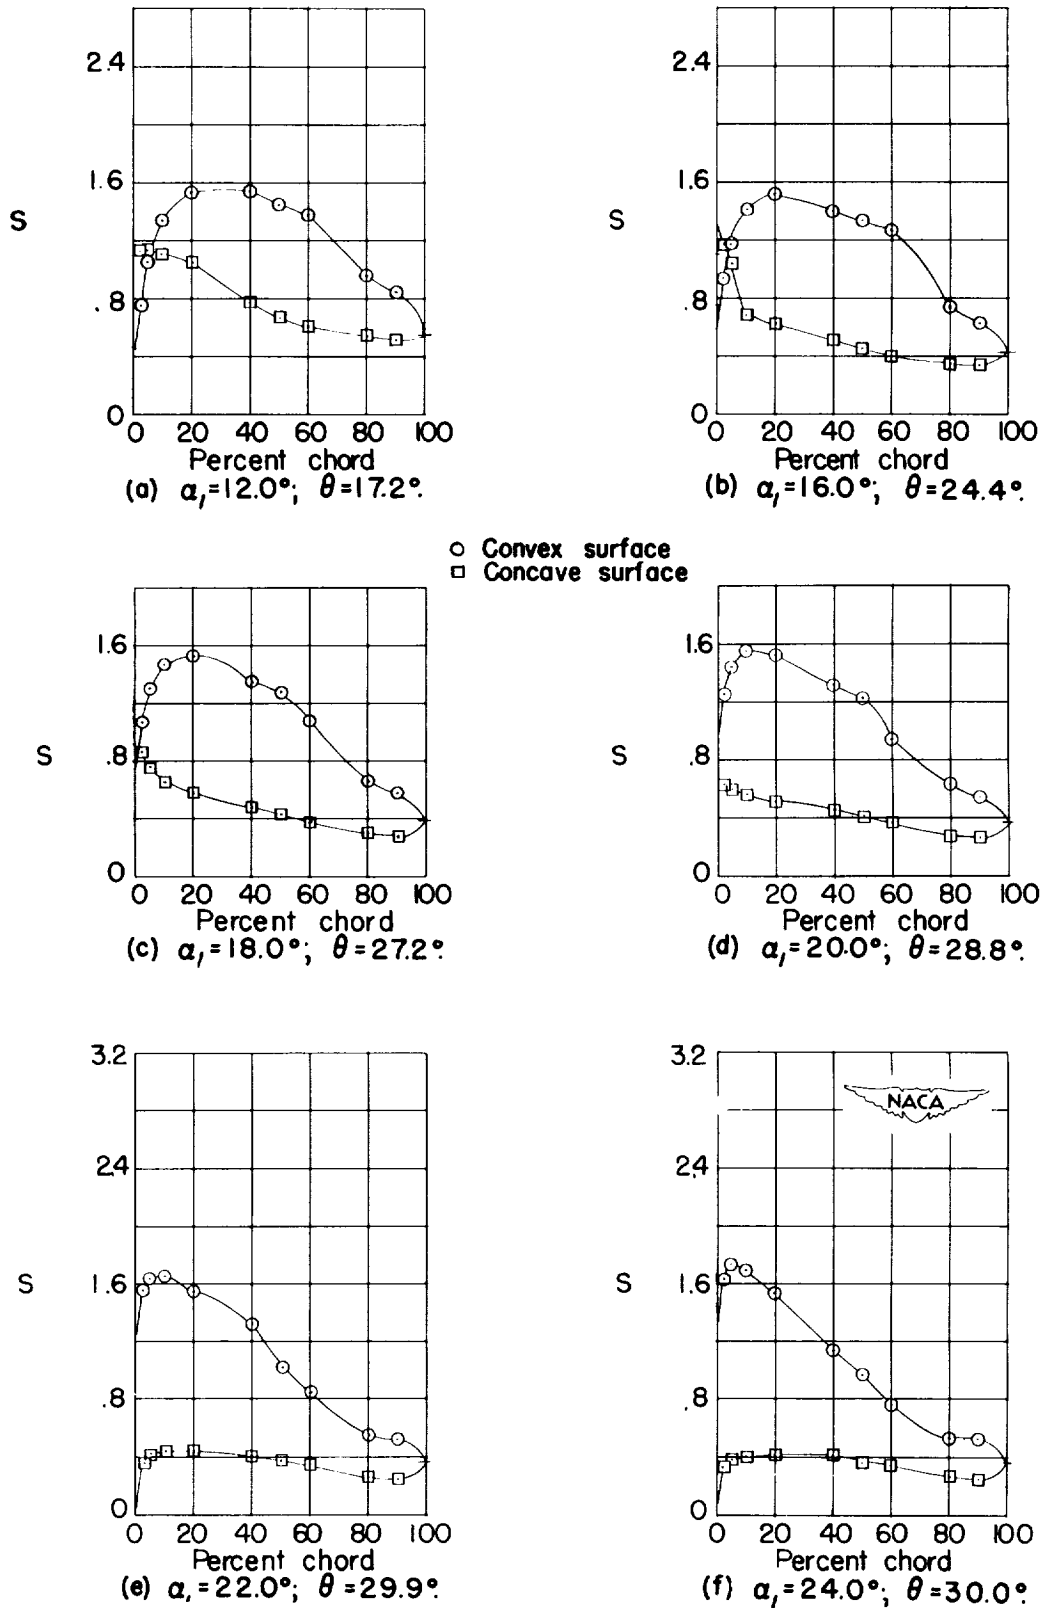 2.4
1.6
S
.8
0
0 20 40 60 80 100
Percent chord
(a) α₁=12.0°; θ=17.2°.
2.4
1.6
S
.8
0
0 20 40 60 80 100
Percent chord
(b) α₁=16.0°; θ=24.4°.
Convex surface
Concave surface
1.6
S
.8
0
0 20 40 60 80 100
Percent chord
(c) α₁=18.0°; θ=27.2°.
1.6
S
.8
0
0 20 40 60 80 100
Percent chord
(d) α₁=20.0°; θ=28.8°.
3.2
2.4
S
1.6
.8
0
0 20 40 60 80 100
Percent chord
(e) α₁=22.0°; θ=29.9°.
3.2
NACA
2.4
S
1.6
.8
0
0 20 40 60 80 100
Percent chord
(f) α₁=24.0°; θ=30.0°.